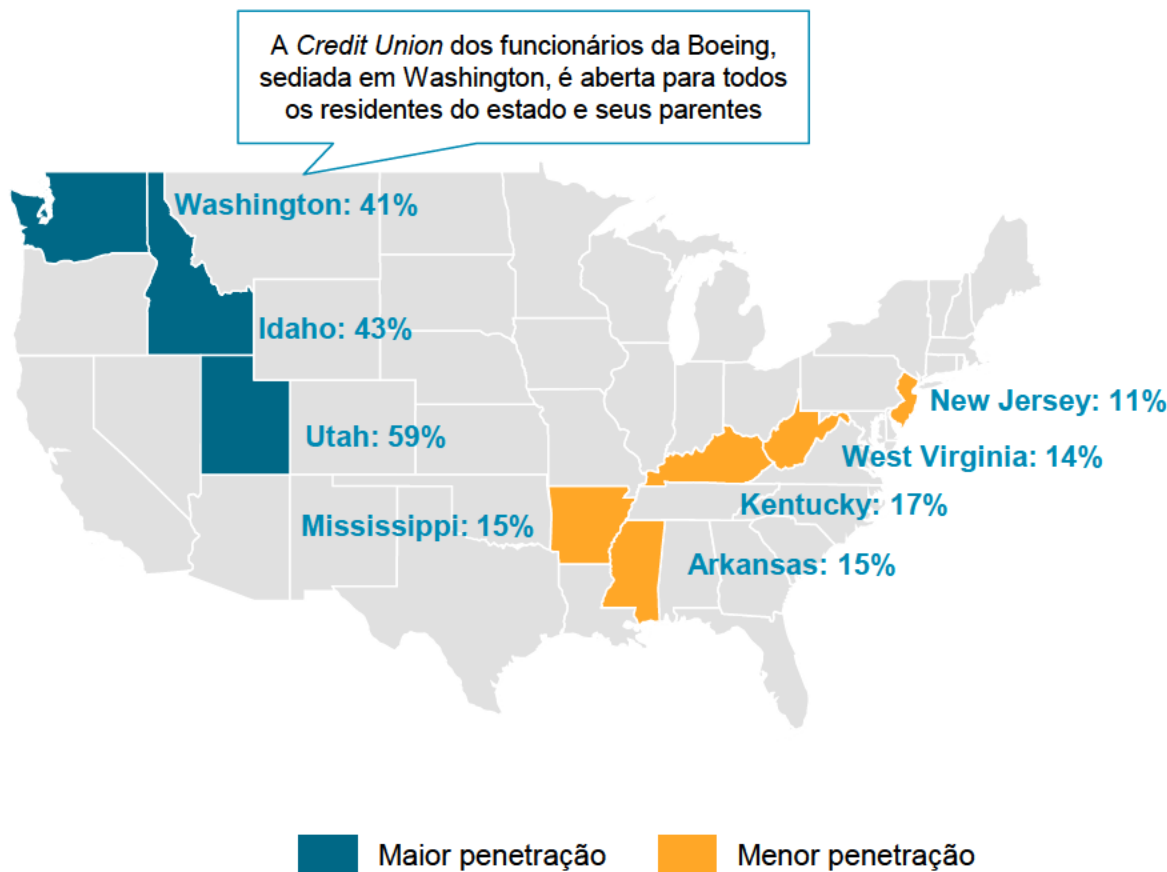 A Credit Union dos funcionários da Boeing,
sediada em Washington, é aberta para todos
os residentes do estado e seus parentes
Washington: 41%
Idaho: 43%
New Jersey: 11%
Utah: 59%
West Virginia: 14%
Kentucky: 17%
Mississippi: 15%
Arkansas: 15%
Maior penetração
Menor penetração